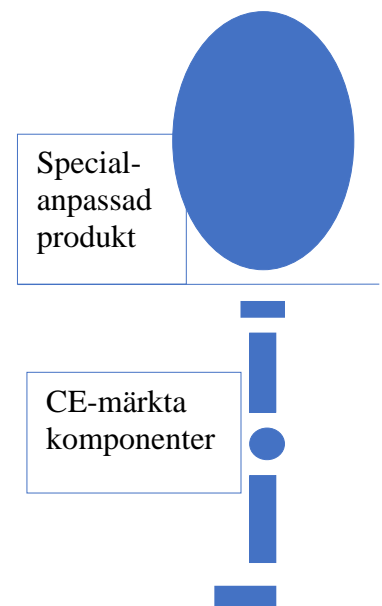 Special-
anpassad
produkt
CE-märkta
komponenter